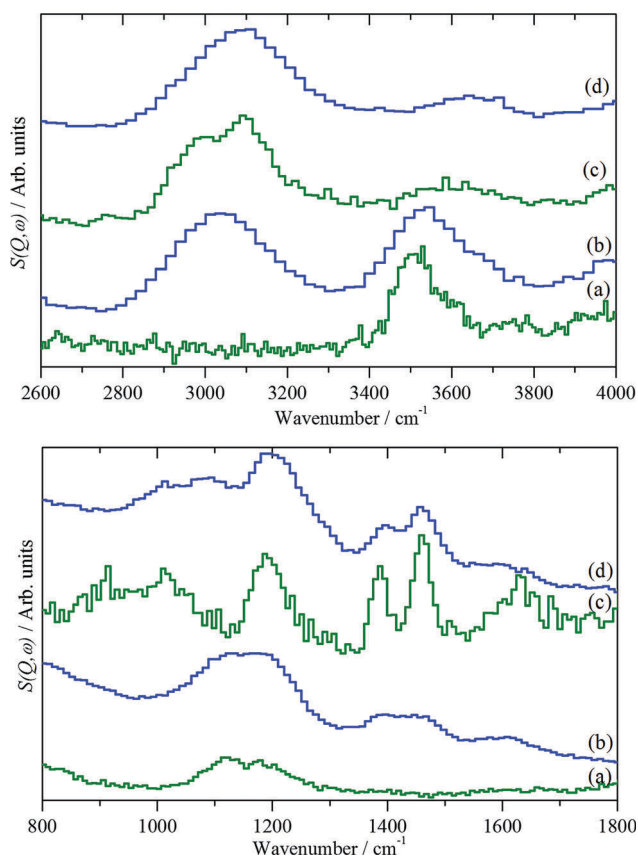 S(Q,ω) / Arb. units
(d)
(c)
(b)
(a)
2600 2800 3000 3200 3400 3600 3800 4000
Wavenumber / cm⁻¹
S(Q,ω) / Arb. units
(d)
(c)
(b)
(a)
800 1000 1200 1400 1600 1800
Wavenumber / cm⁻¹